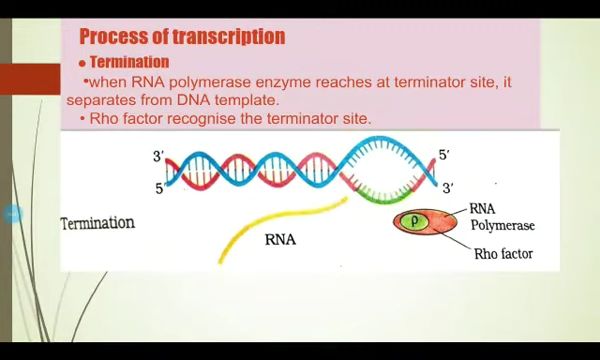 Process of transcription
● Termination
•when RNA polymerase enzyme reaches at terminator site, it
separates from DNA template.
• Rho factor recognise the terminator site.
3′ 5′
5′ 3′
Termination
RNA
ρ
RNA
Polymerase
Rho factor